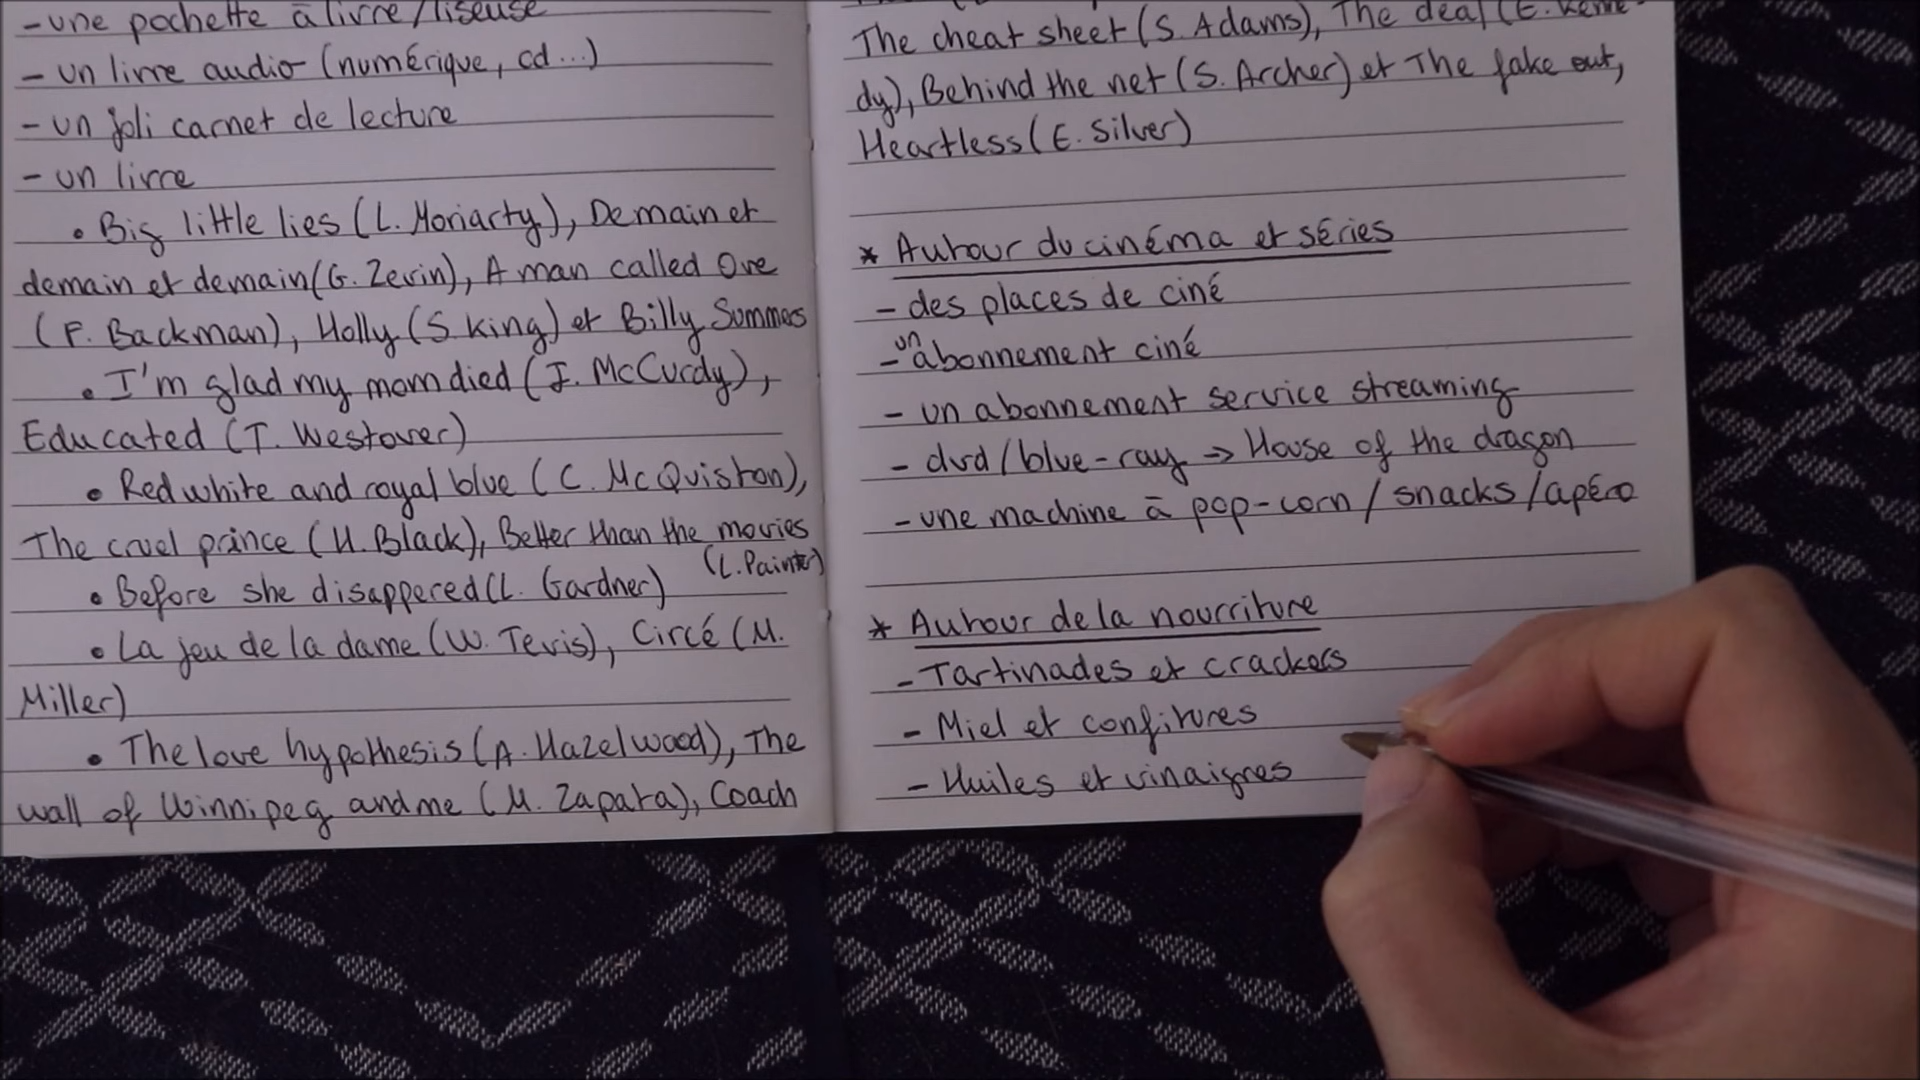 -une pochette à livre/liseuse
- un livre audio (numérique, cd...)
- un joli carnet de lecture
- un livre
• Big little lies (L. Moriarty), Demain et
demain et demain (G. Zevin), A man called Ove
(F. Backman), Holly (S. King) et Billy Summers
• I'm glad my mom died (J. McCurdy),
Educated (T. Westover)
• Red white and royal blue (C. McQuiston),
The cruel prince (H. Black), Better than the movies
(L. Painter)
• Before she disappered (L. Gardner)
• La jeu de la dame (W. Tevis), Circé (M.
Miller)
• The love hypothesis (A. Hazelwood), The
wall of Winnipeg and me (M. Zapata), Coach
The cheat sheet (S. Adams), The deal (E. Kenne-
dy), Behind the net (S. Archer) et The fake out,
Heartless (E. Silver)
* Autour du cinéma et séries
- des places de ciné
- un abonnement ciné
- un abonnement service streaming
- dvd/blue-ray → House of the dragon
- une machine à pop-corn / snacks / apéro
* Autour de la nourriture
- Tartinades et crackers
- Miel et confitures
- Huiles et vinaigres